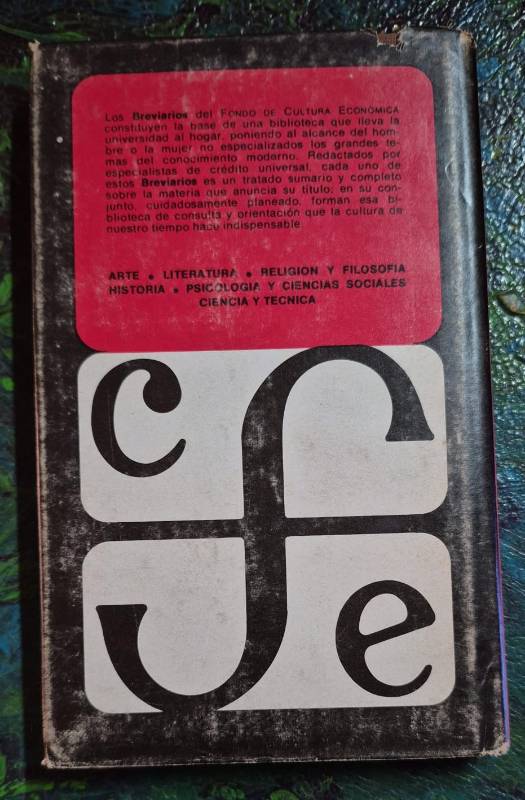 Los Breviarios del FONDO DE CULTURA ECONOMICA
constituyen la base de una biblioteca que lleva la
universidad al hogar, poniendo al alcance del hom-
bre o la mujer no especializados los grandes te-
mas del conocimiento moderno. Redactados por
especialistas de crédito universal, cada uno de
estos Breviarios es un tratado sumario y completo
sobre la materia que anuncia su título; en su con-
junto, cuidadosamente planeado, forman esa bi-
blioteca de consulta y orientación que la cultura de
nuestro tiempo hace indispensable
ARTE • LITERATURA • RELIGION Y FILOSOFIA
HISTORIA • PSICOLOGIA Y CIENCIAS SOCIALES
CIENCIA Y TECNICA
c f
e